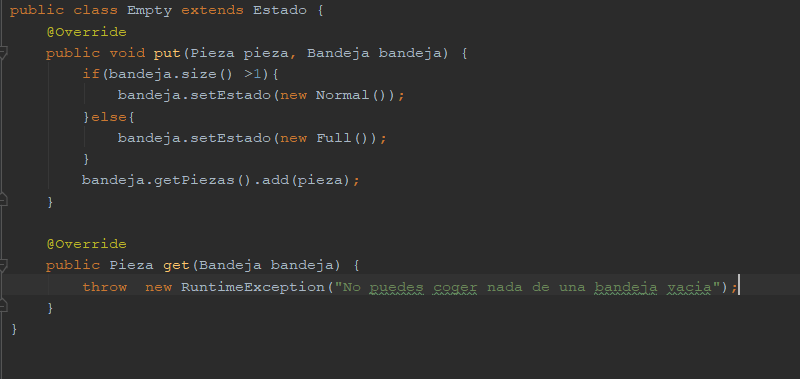 public class Empty extends Estado {
@Override
public void put(Pieza pieza, Bandeja bandeja) {
if(bandeja.size() >1){
bandeja.setEstado(new Normal());
}else{
bandeja.setEstado(new Full());
}
bandeja.getPiezas().add(pieza);
}
@Override
public Pieza get(Bandeja bandeja) {
throw  new RuntimeException("No puedes coger nada de una bandeja vacia");
}
}